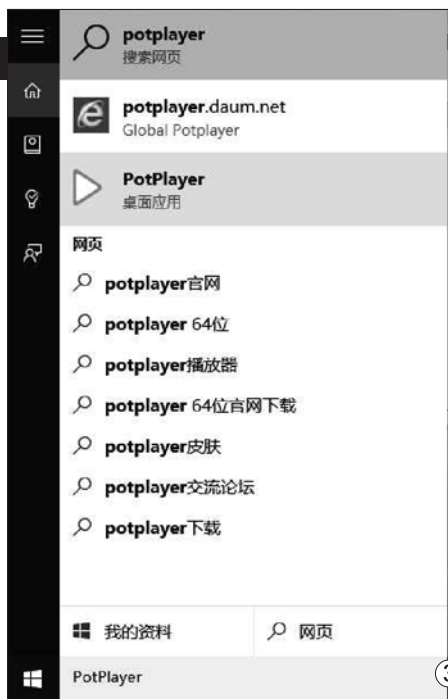 potplayer
搜索网页
potplayer.daum.net
Global Potplayer
PotPlayer
桌面应用
网页
potplayer官网
potplayer 64位
potplayer播放器
potplayer 64位官网下载
potplayer皮肤
potplayer交流论坛
potplayer下载
我的资料
网页
PotPlayer